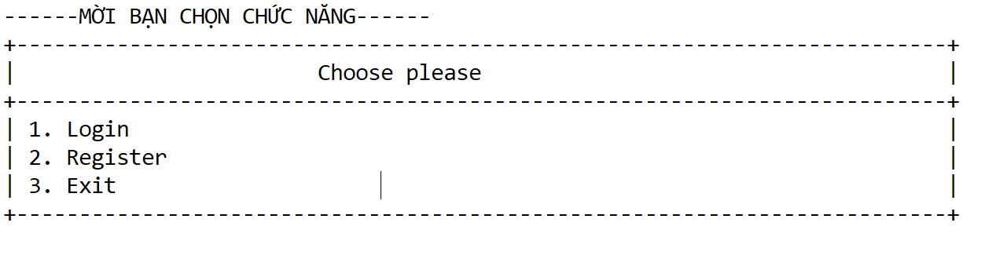 ------MỜI BẠN CHỌN CHỨC NĂNG------
+--------------------------------------------------------------------------+
|                        Choose please                                     |
+--------------------------------------------------------------------------+
| 1. Login                                                                 |
| 2. Register                                                              |
| 3. Exit                                                                  |
+--------------------------------------------------------------------------+